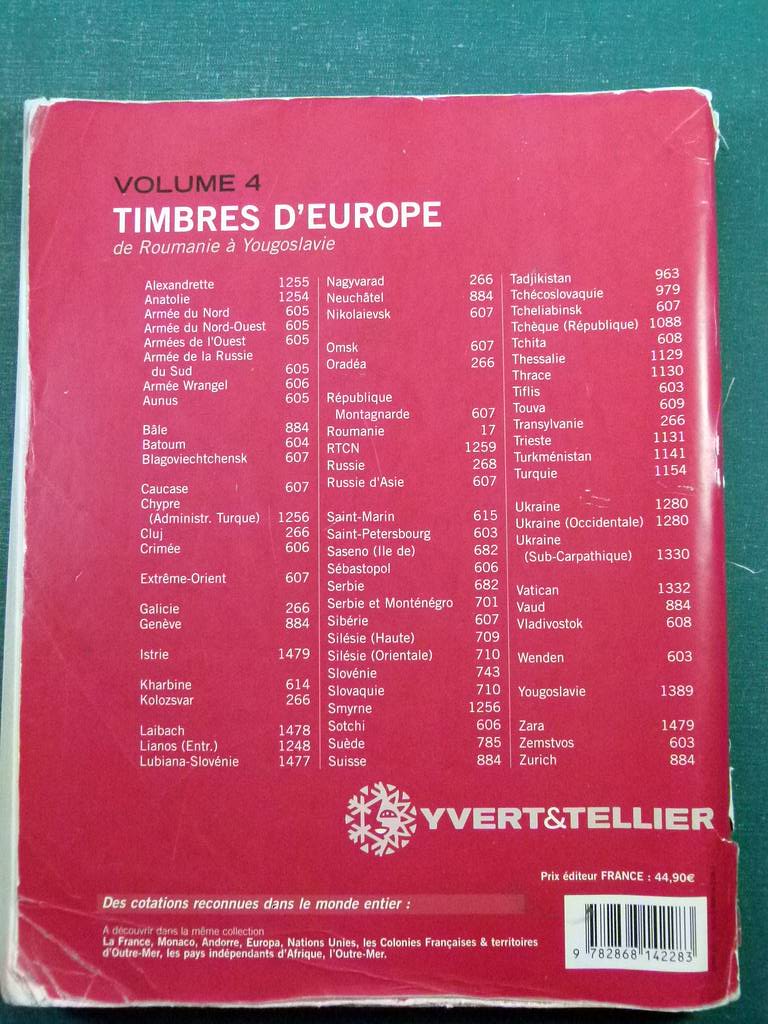 VOLUME 4
TIMBRES D'EUROPE
de Roumanie à Yougoslavie
Alexandrette 1255
Anatolie 1254
Armée du Nord 605
Armée du Nord-Ouest 605
Armées de l'Ouest 605
Armée de la Russie
du Sud 605
Armée Wrangel 606
Aunus 605
Bâle 884
Batoum 604
Blagoviechtchensk 607
Caucase 607
Chypre
(Administr. Turque) 1256
Cluj 266
Crimée 606
Extrême-Orient 607
Galicie 266
Genève 884
Istrie 1479
Kharbine 614
Kolozsvar 266
Laibach 1478
Lianos (Entr.) 1248
Lubiana-Slovénie 1477
Nagyvarad 266
Neuchâtel 884
Nikolaievsk 607
Omsk 607
Oradéa 266
République
Montagnarde 607
Roumanie 17
RTCN 1259
Russie 268
Russie d'Asie 607
Saint-Marin 615
Saint-Petersbourg 603
Saseno (Ile de) 682
Sébastopol 606
Serbie 682
Serbie et Monténégro 701
Sibérie 607
Silésie (Haute) 709
Silésie (Orientale) 710
Slovénie 743
Slovaquie 710
Smyrne 1256
Sotchi 606
Suède 785
Suisse 884
Tadjikistan 963
Tchécoslovaquie 979
Tcheliabinsk 607
Tchèque (République) 1088
Tchita 608
Thessalie 1129
Thrace 1130
Tiflis 603
Touva 609
Transylvanie 266
Trieste 1131
Turkménistan 1141
Turquie 1154
Ukraine 1280
Ukraine (Occidentale) 1280
Ukraine
(Sub-Carpathique) 1330
Vatican 1332
Vaud 884
Vladivostok 608
Wenden 603
Yougoslavie 1389
Zara 1479
Zemstvos 603
Zurich 884
YVERT&TELLIER
Prix éditeur FRANCE : 44,90€
Des cotations reconnues dans le monde entier :
A découvrir dans la même collection
La France, Monaco, Andorre, Europa, Nations Unies, les Colonies Françaises & territoires
d'Outre-Mer, les pays indépendants d'Afrique, l'Outre-Mer.
9 782868 142283